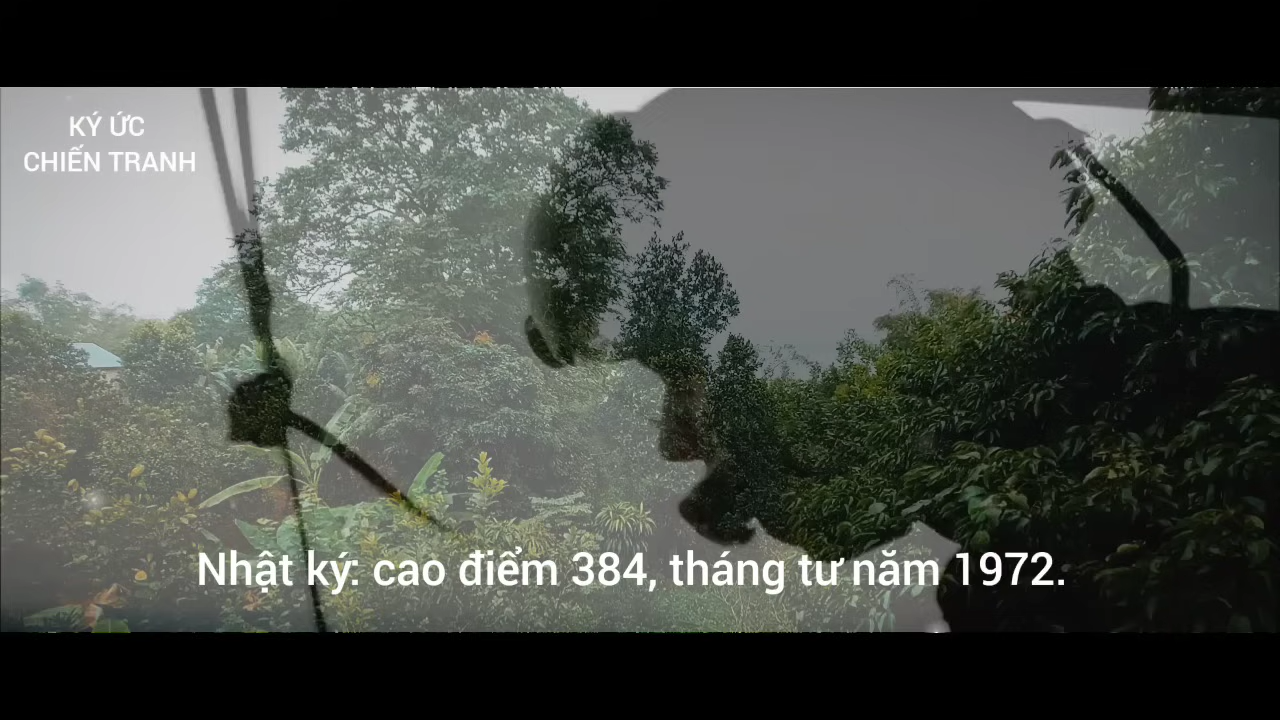 KÝ ỨC
CHIẾN TRANH
Nhật ký: cao điểm 384, tháng tư năm 1972.